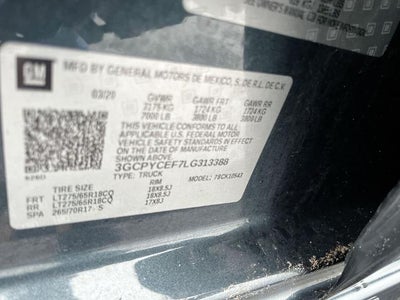 GM
MFD BY GENERAL MOTORS DE MEXICO, S. DE R.L. DE C.V.
03/20
GVWR GAWR FRT GAWR RR
3175 KG 1724 KG 1724 KG
7000 LB 3800 LB 3800 LB
THIS VEHICLE CONFORMS TO ALL
APPLICABLE U.S. FEDERAL MOTOR
VEHICLE SAFETY STANDARDS IN
EFFECT ON THE DATE OF
MANUFACTURE SHOWN ABOVE.
3GCPYCEF7LG313388
TYPE: TRUCK MODEL:
TIRE SIZE RIM
FRT LT275/65R18CQ 18X8.5J
RR LT275/65R18CQ 18X8.5J
SPA 265/70R17 S 17X8J